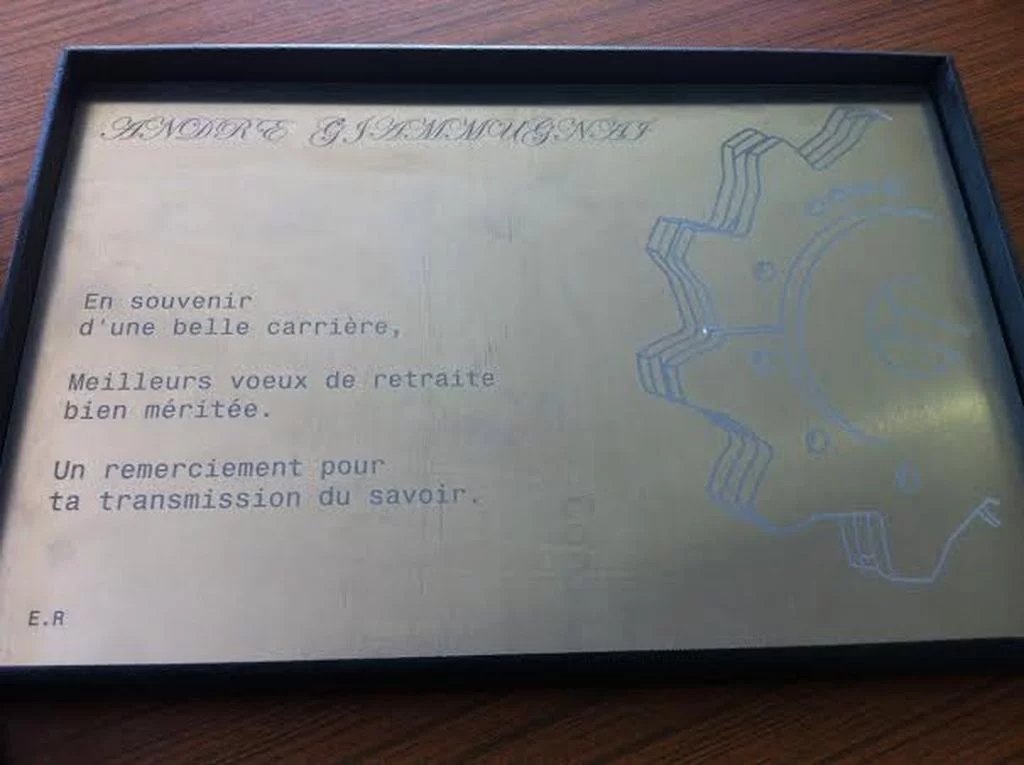 ANDRE GIAMMUGNAI
En souvenir
d'une belle carrière,
Meilleurs voeux de retraite
bien méritée.
Un remerciement pour
ta transmission du savoir.
E.R